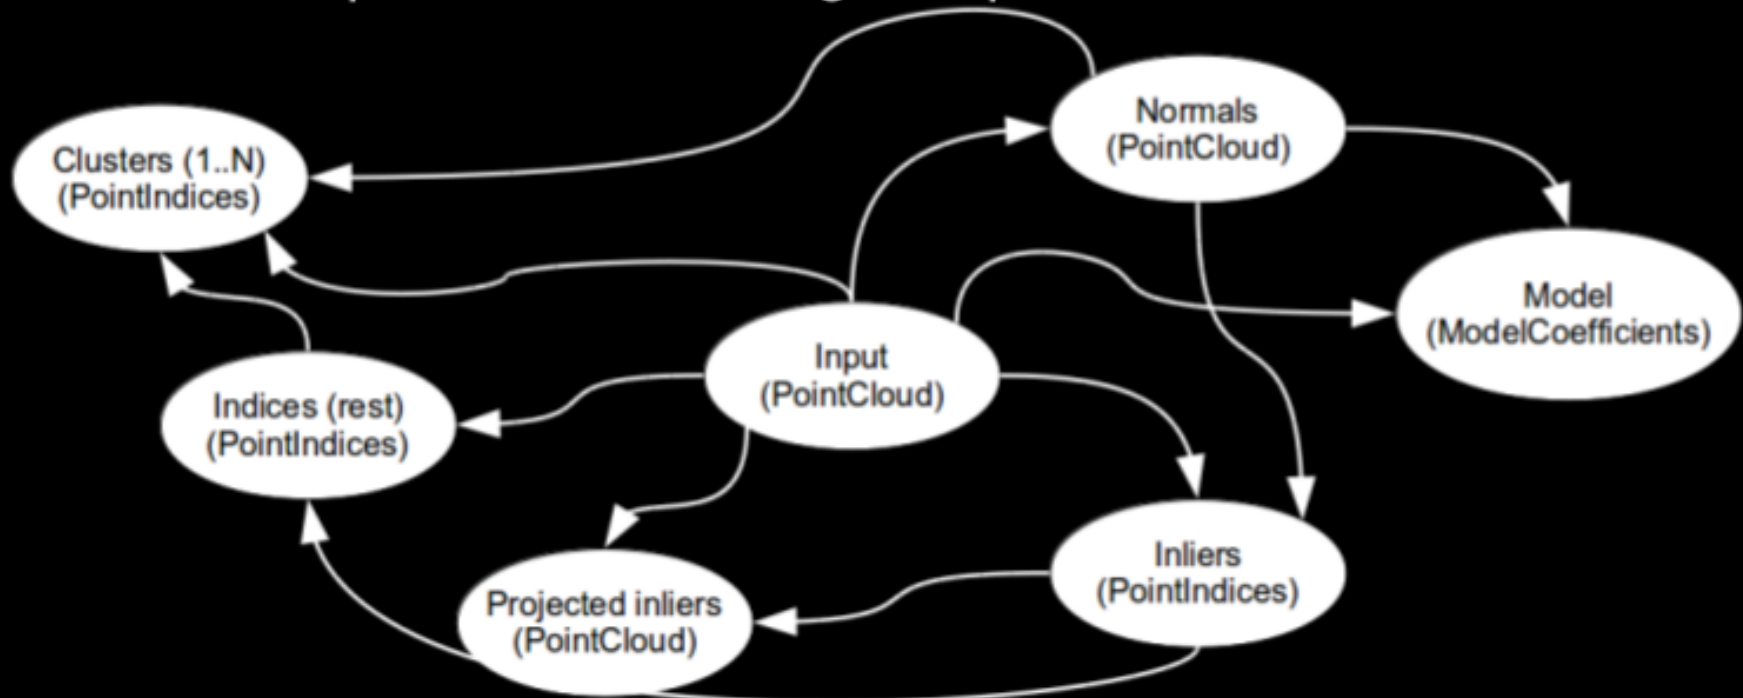 Normals
(PointCloud)
Clusters (1..N)
(PointIndices)
Model
(ModelCoefficients)
Input
(PointCloud)
Indices (rest)
(PointIndices)
Inliers
(PointIndices)
Projected inliers
(PointCloud)